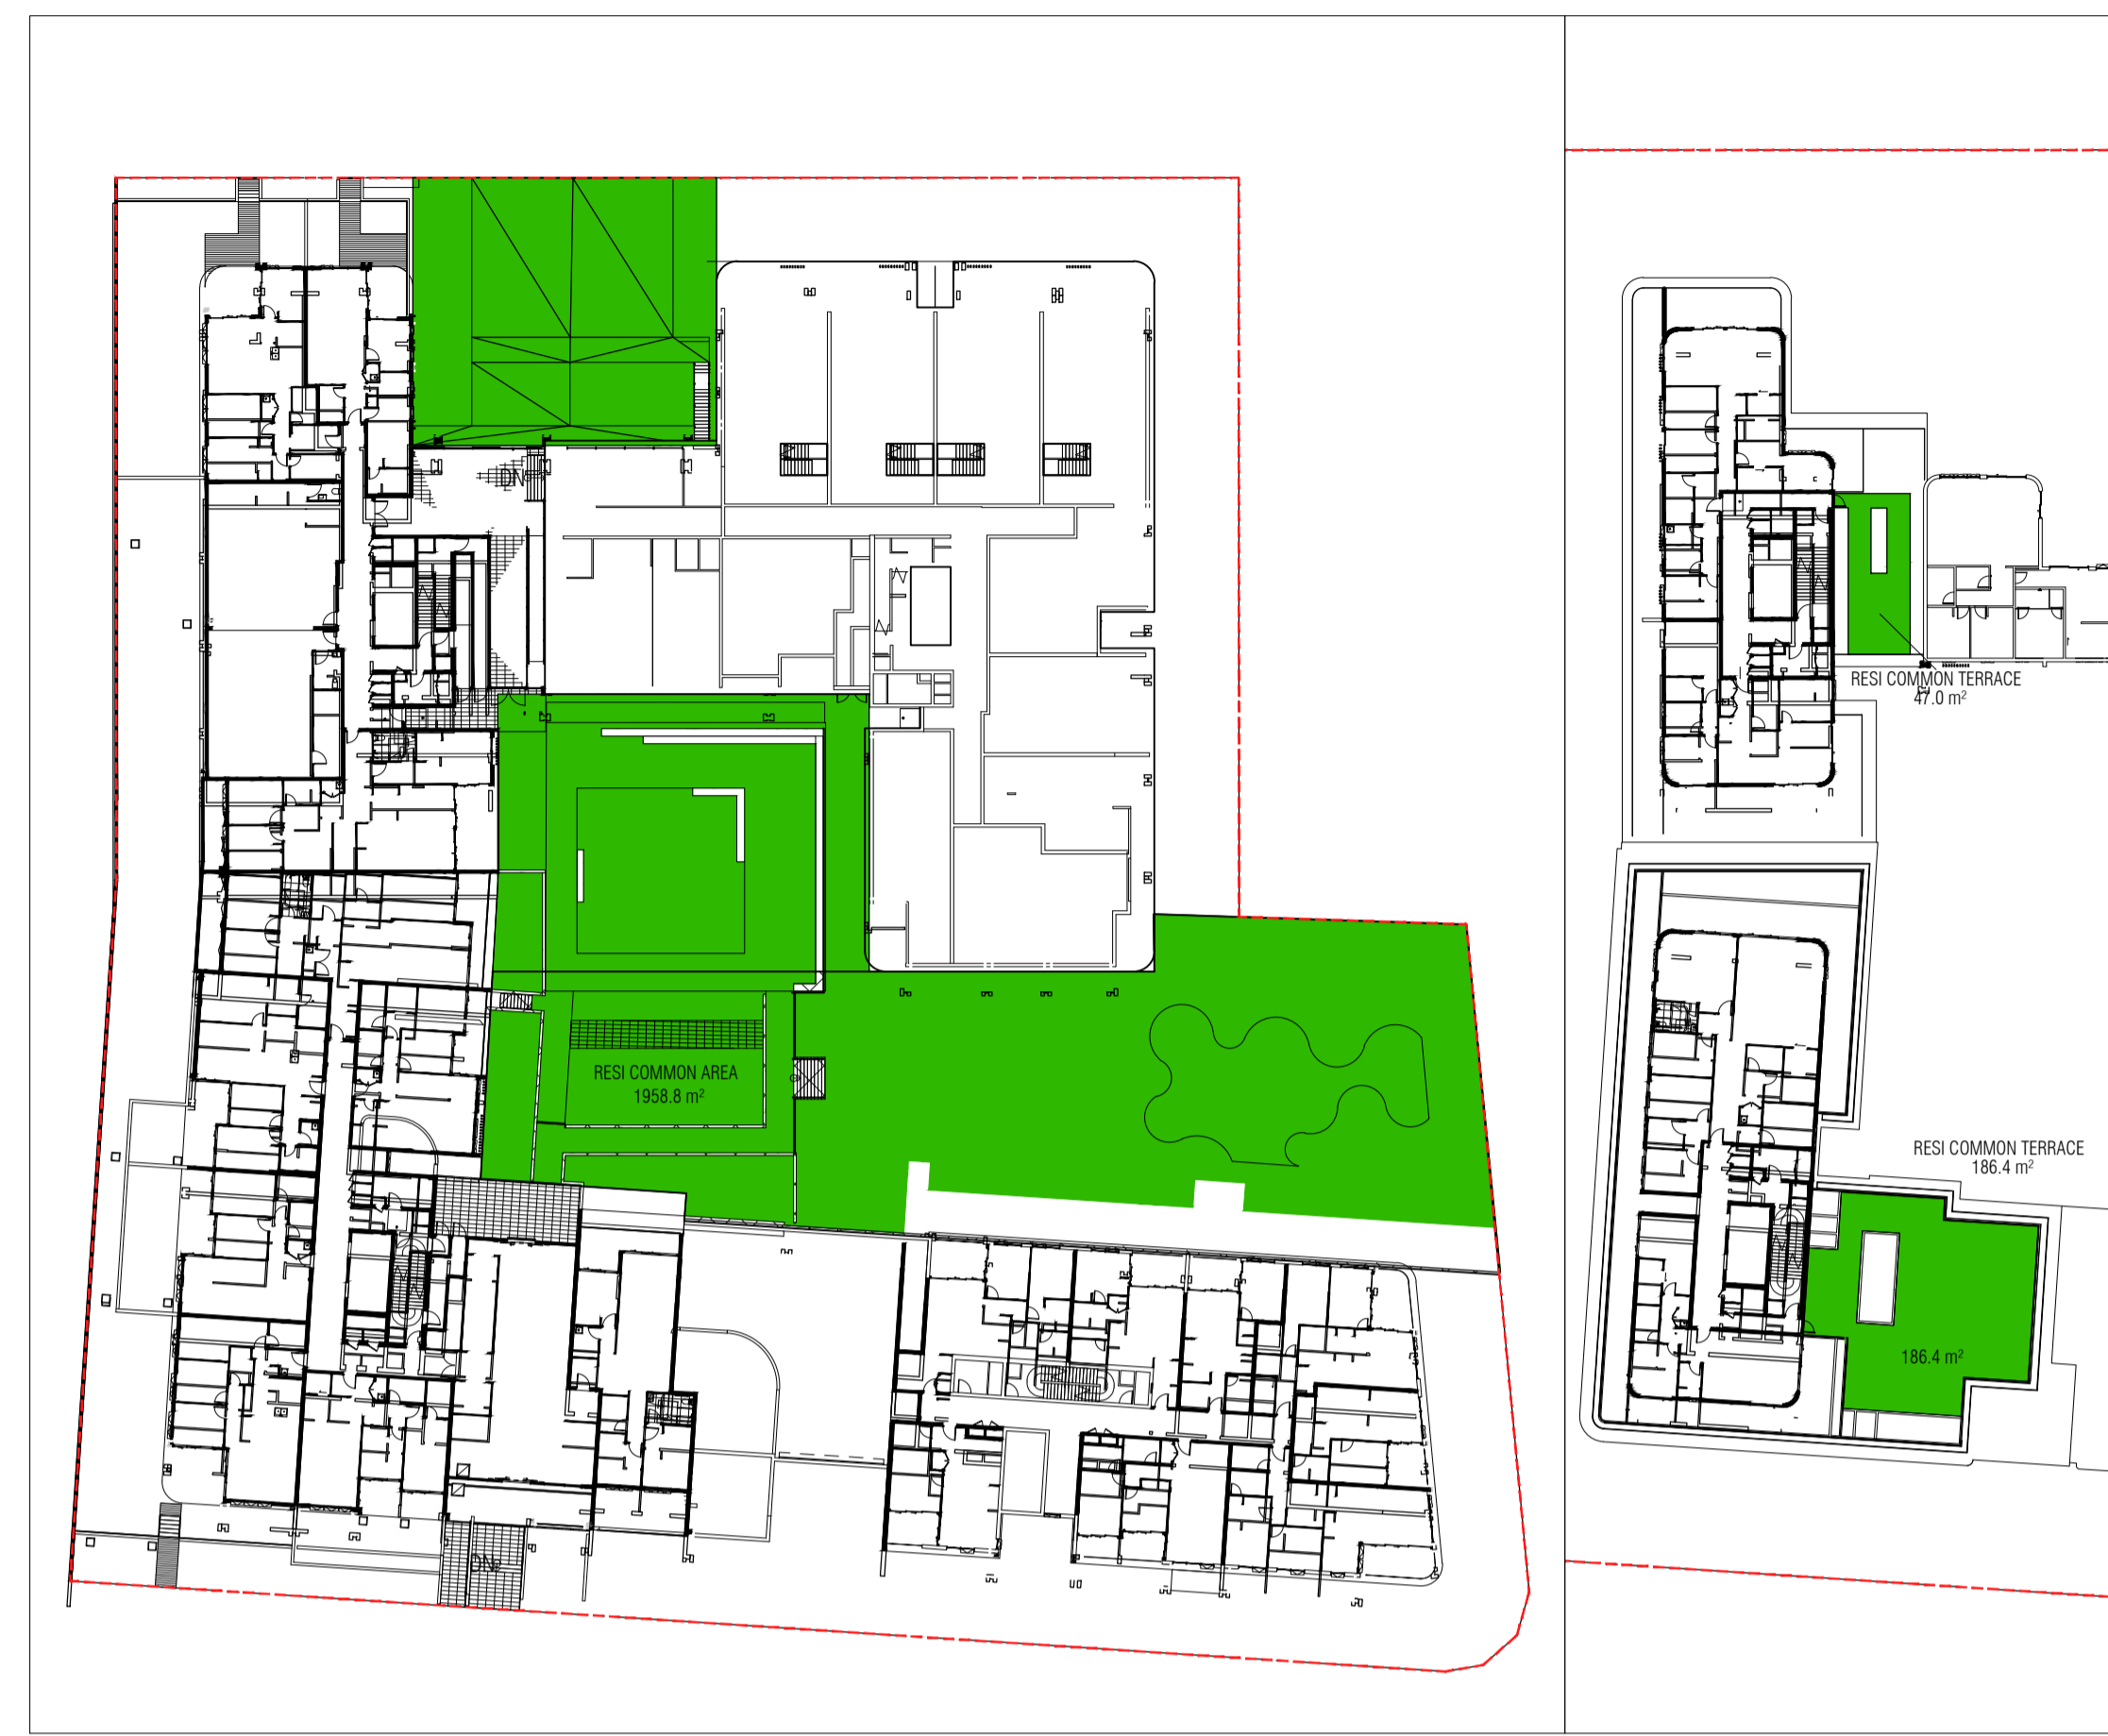 DN
RESI COMMON AREA
1958.8 m²
DN
RESI COMMON TERRACE
47.0 m²
RESI COMMON TERRACE
186.4 m²
186.4 m²